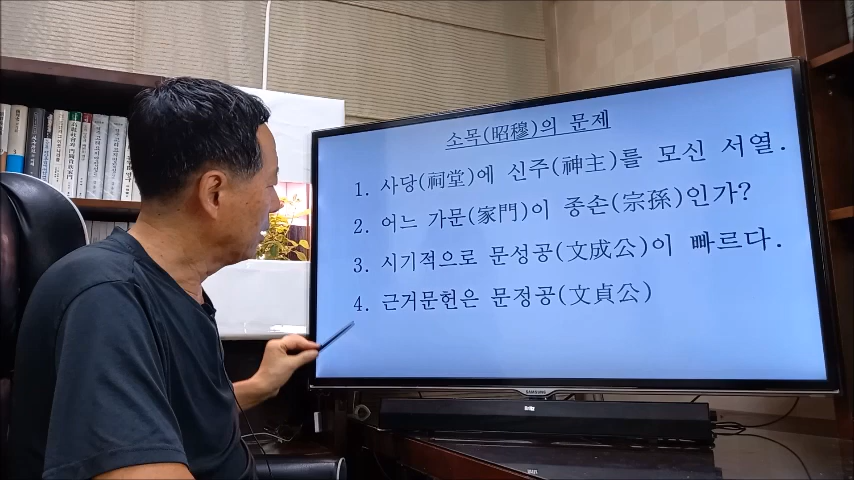 소목(昭穆)의 문제
1. 사당(祠堂)에 신주(神主)를 모신 서열.
2. 어느 가문(家門)이 종손(宗孫)인가?
3. 시기적으로 문성공(文成公)이 빠르다.
4. 근거문헌은 문정공(文貞公)
SAMSUNG
Britz